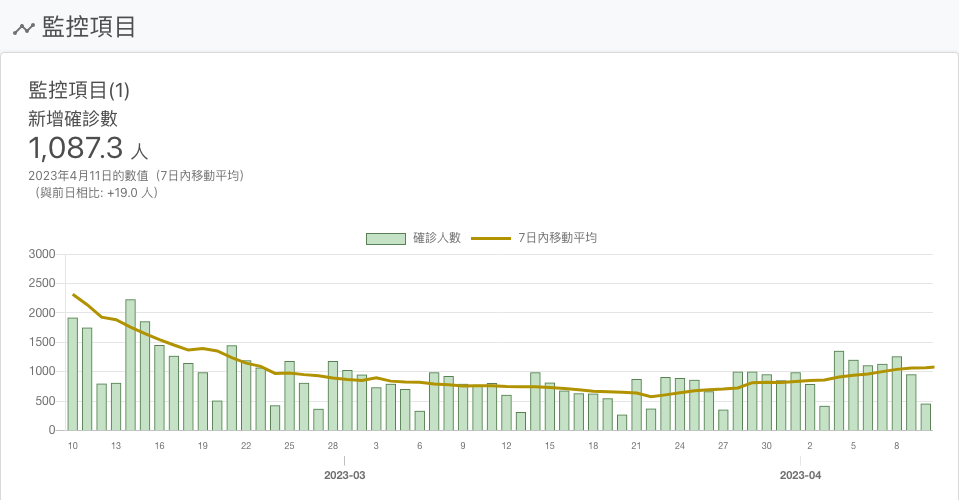 監控項目
監控項目(1)
新增確診數
1,087.3 人
2023年4月11日的數值（7日內移動平均）
（與前日相比: +19.0 人）
確診人數 7日內移動平均
3000
2500
2000
1500
1000
500
0
10 13 16 19 22 25 28 3 6 9 12 15 18 21 24 27 30 2 5 8
2023-03 2023-04